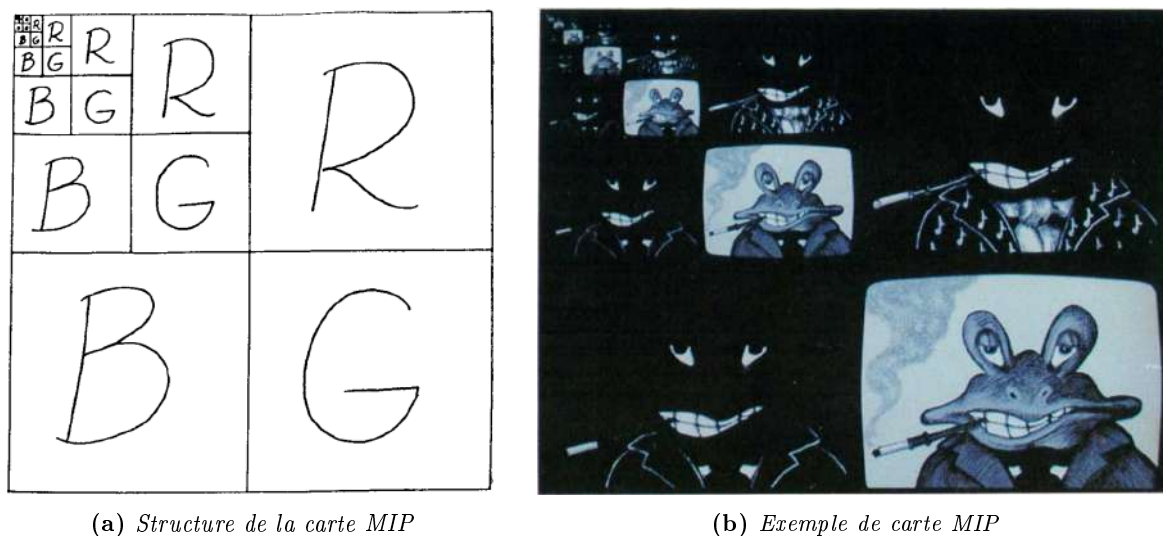 R G B R
B G R
B G R
B G
R
B G
(a) Structure de la carte MIP
(b) Exemple de carte MIP